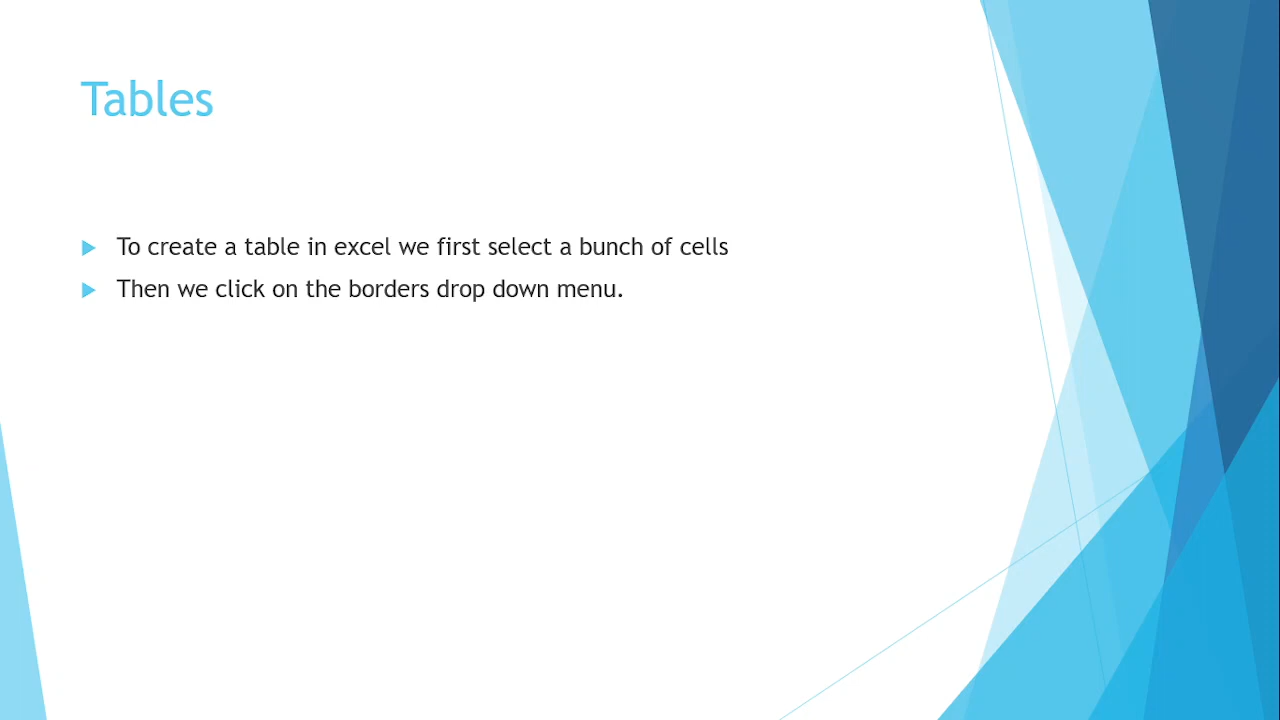 Tables
To create a table in excel we first select a bunch of cells
Then we click on the borders drop down menu.